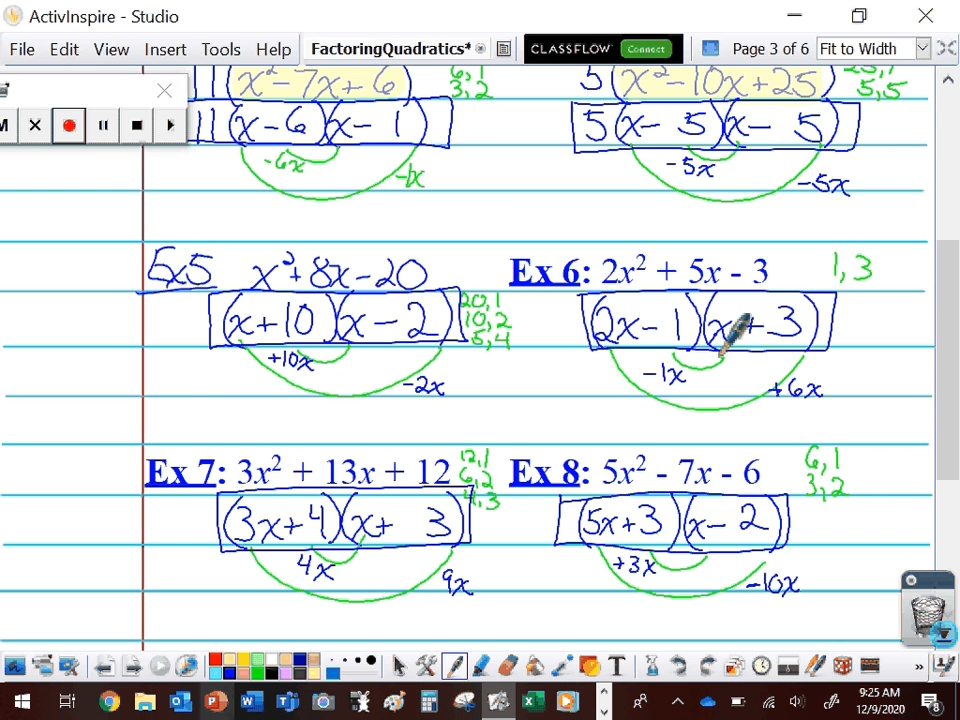 ActivInspire - Studio
File Edit View Insert Tools Help FactoringQuadratics* CLASSFLOW Connect Page 3 of 6 Fit to Width
11(x² - 7x + 6) 6,1
3,2
11(x - 6)(x - 1)
-6x
-1x
5(x² - 10x + 25) 25,1
5,5
5(x - 5)(x - 5)
-5x
-5x
Ex5 x² + 8x - 20
(x + 10)(x - 2) 20,1
10,2
5,4
+10x
-2x
Ex 6: 2x² + 5x - 3 1,3
(2x - 1)(x + 3)
-1x
+6x
Ex 7: 3x² + 13x + 12 12,1
6,2
4,3
(3x + 4)(x + 3)
4x
9x
Ex 8: 5x² - 7x - 6 6,1
3,2
(5x + 3)(x - 2)
+3x
-10x
9:25 AM
12/9/2020
8